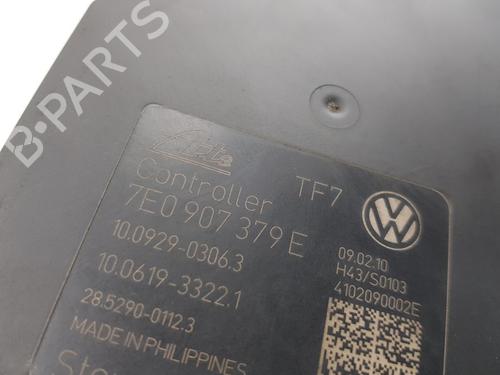 Ate
Controller TF7
7E0 907 379 E
10.0929-0306.3
10.0619-3322.1
28.5290-0112.3
MADE IN PHILIPPINES
09.02.10
H43/S0103
4102090002E